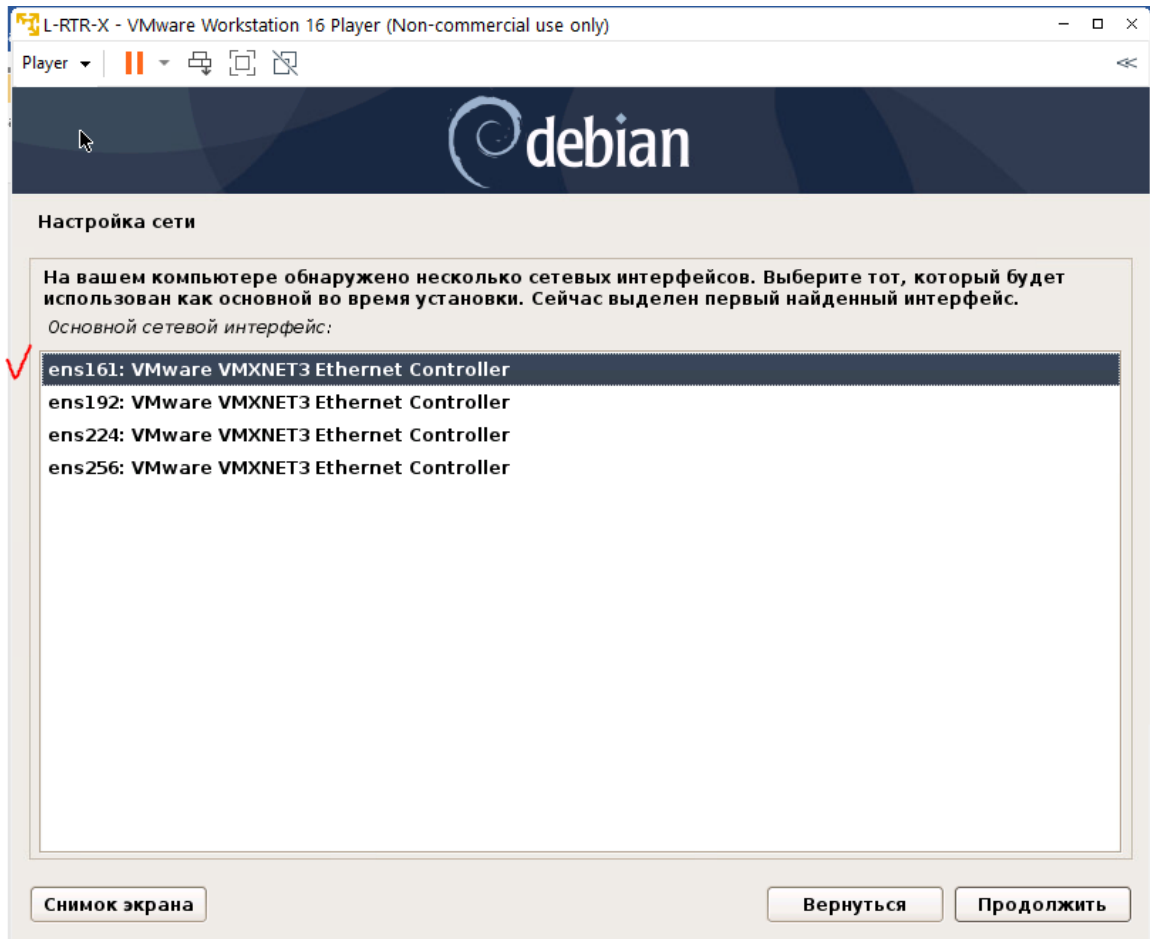 L-RTR-X - VMware Workstation 16 Player (Non-commercial use only)
Player
debian
Настройка сети
На вашем компьютере обнаружено несколько сетевых интерфейсов. Выберите тот, который будет
использован как основной во время установки. Сейчас выделен первый найденный интерфейс.
Основной сетевой интерфейс:
ens161: VMware VMXNET3 Ethernet Controller
ens192: VMware VMXNET3 Ethernet Controller
ens224: VMware VMXNET3 Ethernet Controller
ens256: VMware VMXNET3 Ethernet Controller
Снимок экрана
Вернуться
Продолжить